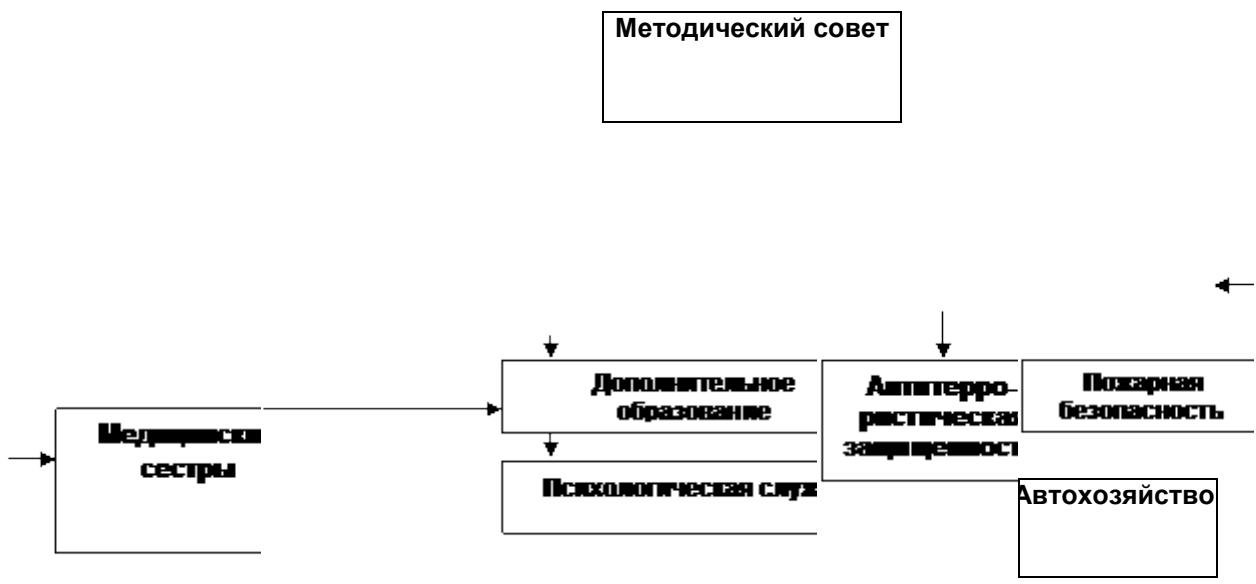 Методический совет
Дополнительное
образование
Антитерро-
ристическая
защищенност
Пожарная
безопасность
Медицински
сестры
Психологическая служ
Автохозяйство